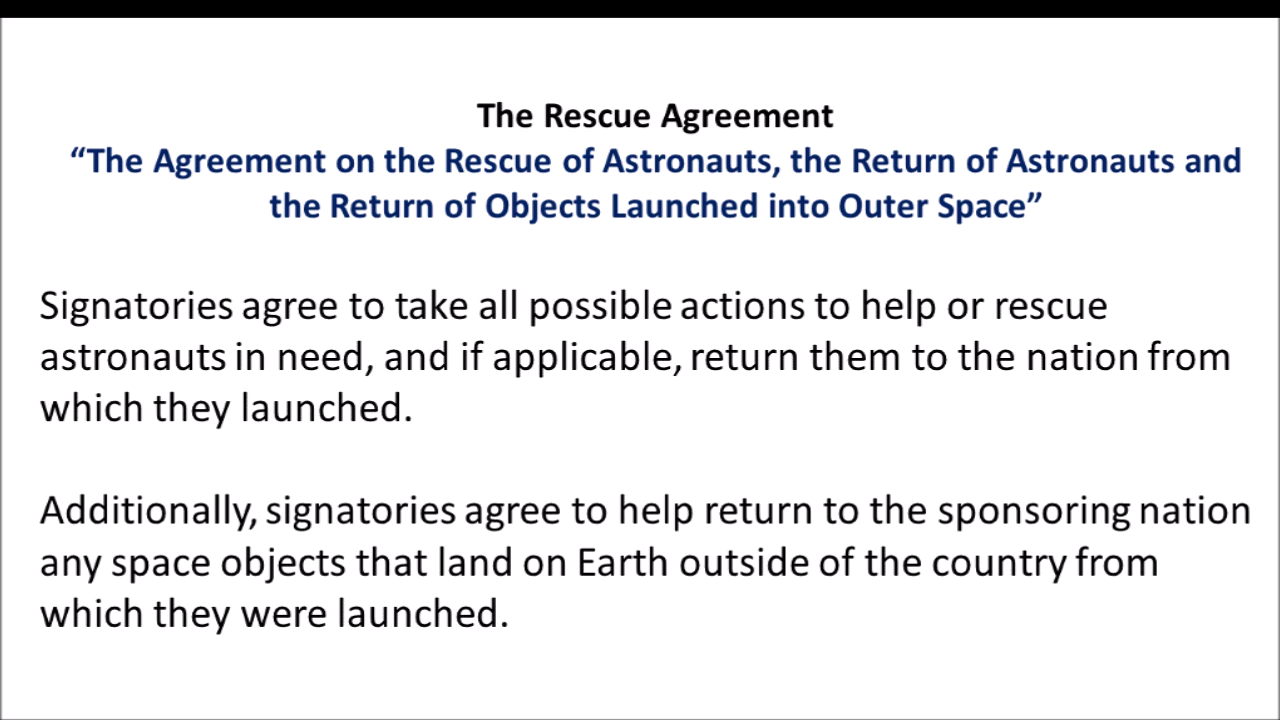 The Rescue Agreement
“The Agreement on the Rescue of Astronauts, the Return of Astronauts and
the Return of Objects Launched into Outer Space”
Signatories agree to take all possible actions to help or rescue
astronauts in need, and if applicable, return them to the nation from
which they launched.
Additionally, signatories agree to help return to the sponsoring nation
any space objects that land on Earth outside of the country from
which they were launched.